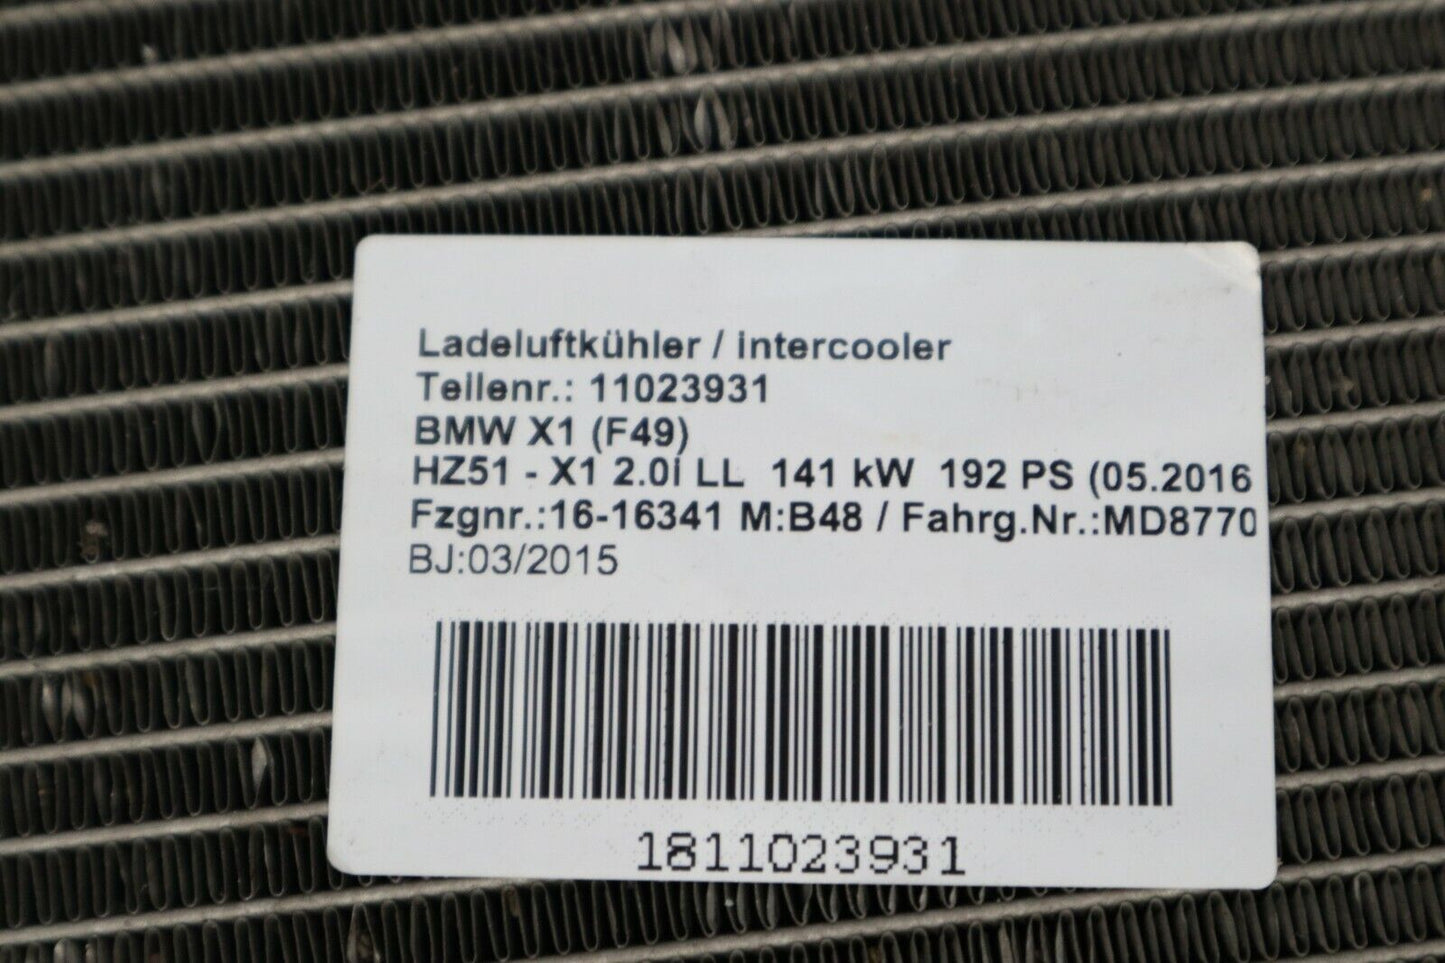 Ladeluftkühler / intercooler
Teilenr.: 11023931
BMW X1 (F49)
HZ51 - X1 2.0i LL 141 kW 192 PS (05.2016
Fzgnr.:16-16341 M:B48 / Fahrg.Nr.:MD8770
BJ:03/2015
1811023931